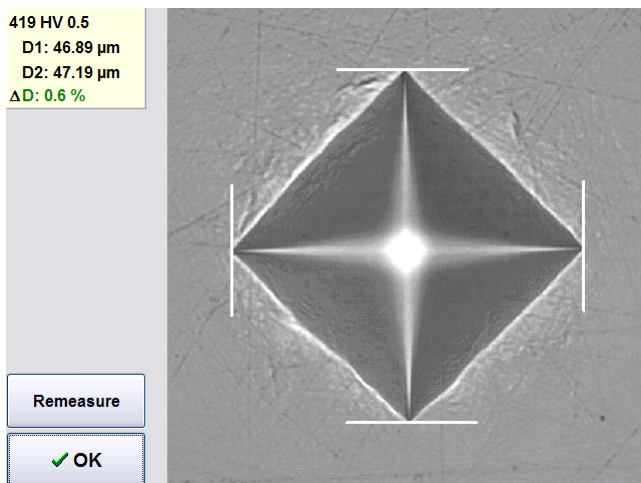 419 HV 0.5
D1: 46.89 µm
D2: 47.19 µm
ΔD: 0.6 %
Remeasure
OK